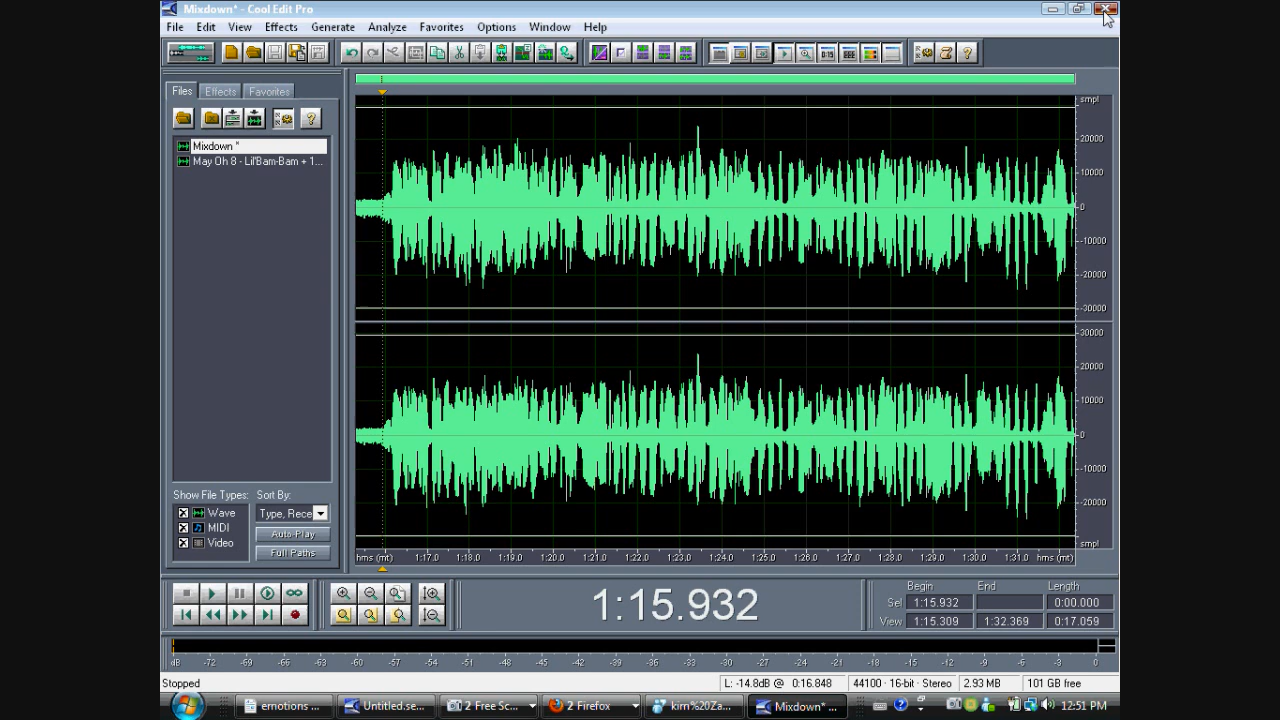 Mixdown* - Cool Edit Pro
File Edit View Effects Generate Analyze Favorites Options Window Help
Files Effects Favorites
Mixdown *
May Oh 8 - Lil'Bam-Bam + 1...
smpl
20000
10000
0
-10000
-20000
-30000
30000
20000
10000
0
-10000
-20000
smpl
hms (mt) 1:17.0 1:18.0 1:19.0 1:20.0 1:21.0 1:22.0 1:23.0 1:24.0 1:25.0 1:26.0 1:27.0 1:28.0 1:29.0 1:30.0 1:31.0 hms (mt)
Show File Types: Sort By:
Wave Type, Rece
MIDI Auto Play
Video Full Paths
1:15.932
Begin End Length
Sel 1:15.932 0:00.000
View 1:15.309 1:32.369 0:17.059
dB -72 -69 -66 -63 -60 -57 -54 -51 -48 -45 -42 -39 -36 -33 -30 -27 -24 -21 -18 -15 -12 -9 -6 -3 0
Stopped L: -14.8dB @ 0:16.848 44100 · 16-bit · Stereo 2.93 MB 101 GB free
emotions ... Untitled.se... 2 Free Sc... 2 Firefox kim%20Za... Mixdown* ... 12:51 PM